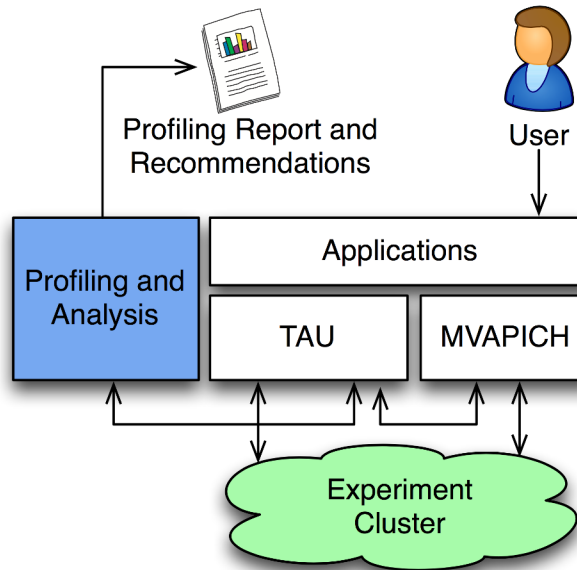 Profiling Report and
Recommendations
User
Applications
Profiling and
Analysis
TAU
MVAPICH
Experiment
Cluster